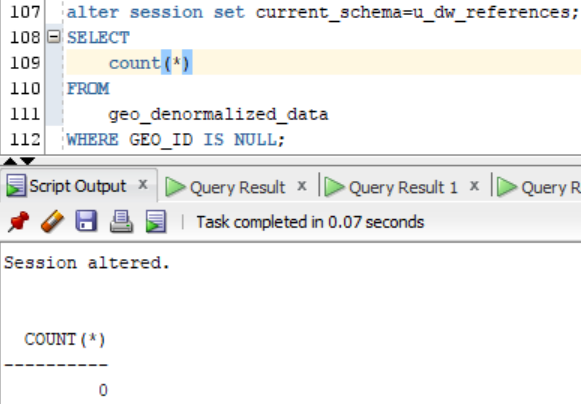 107 alter session set current_schema=u_dw_references;
108 SELECT
109 count(*)
110 FROM
111 geo_denormalized_data
112 WHERE GEO_ID IS NULL;
Script Output x Query Result x Query Result 1 x Query R
Task completed in 0.07 seconds
Session altered.
COUNT(*)
----------
0